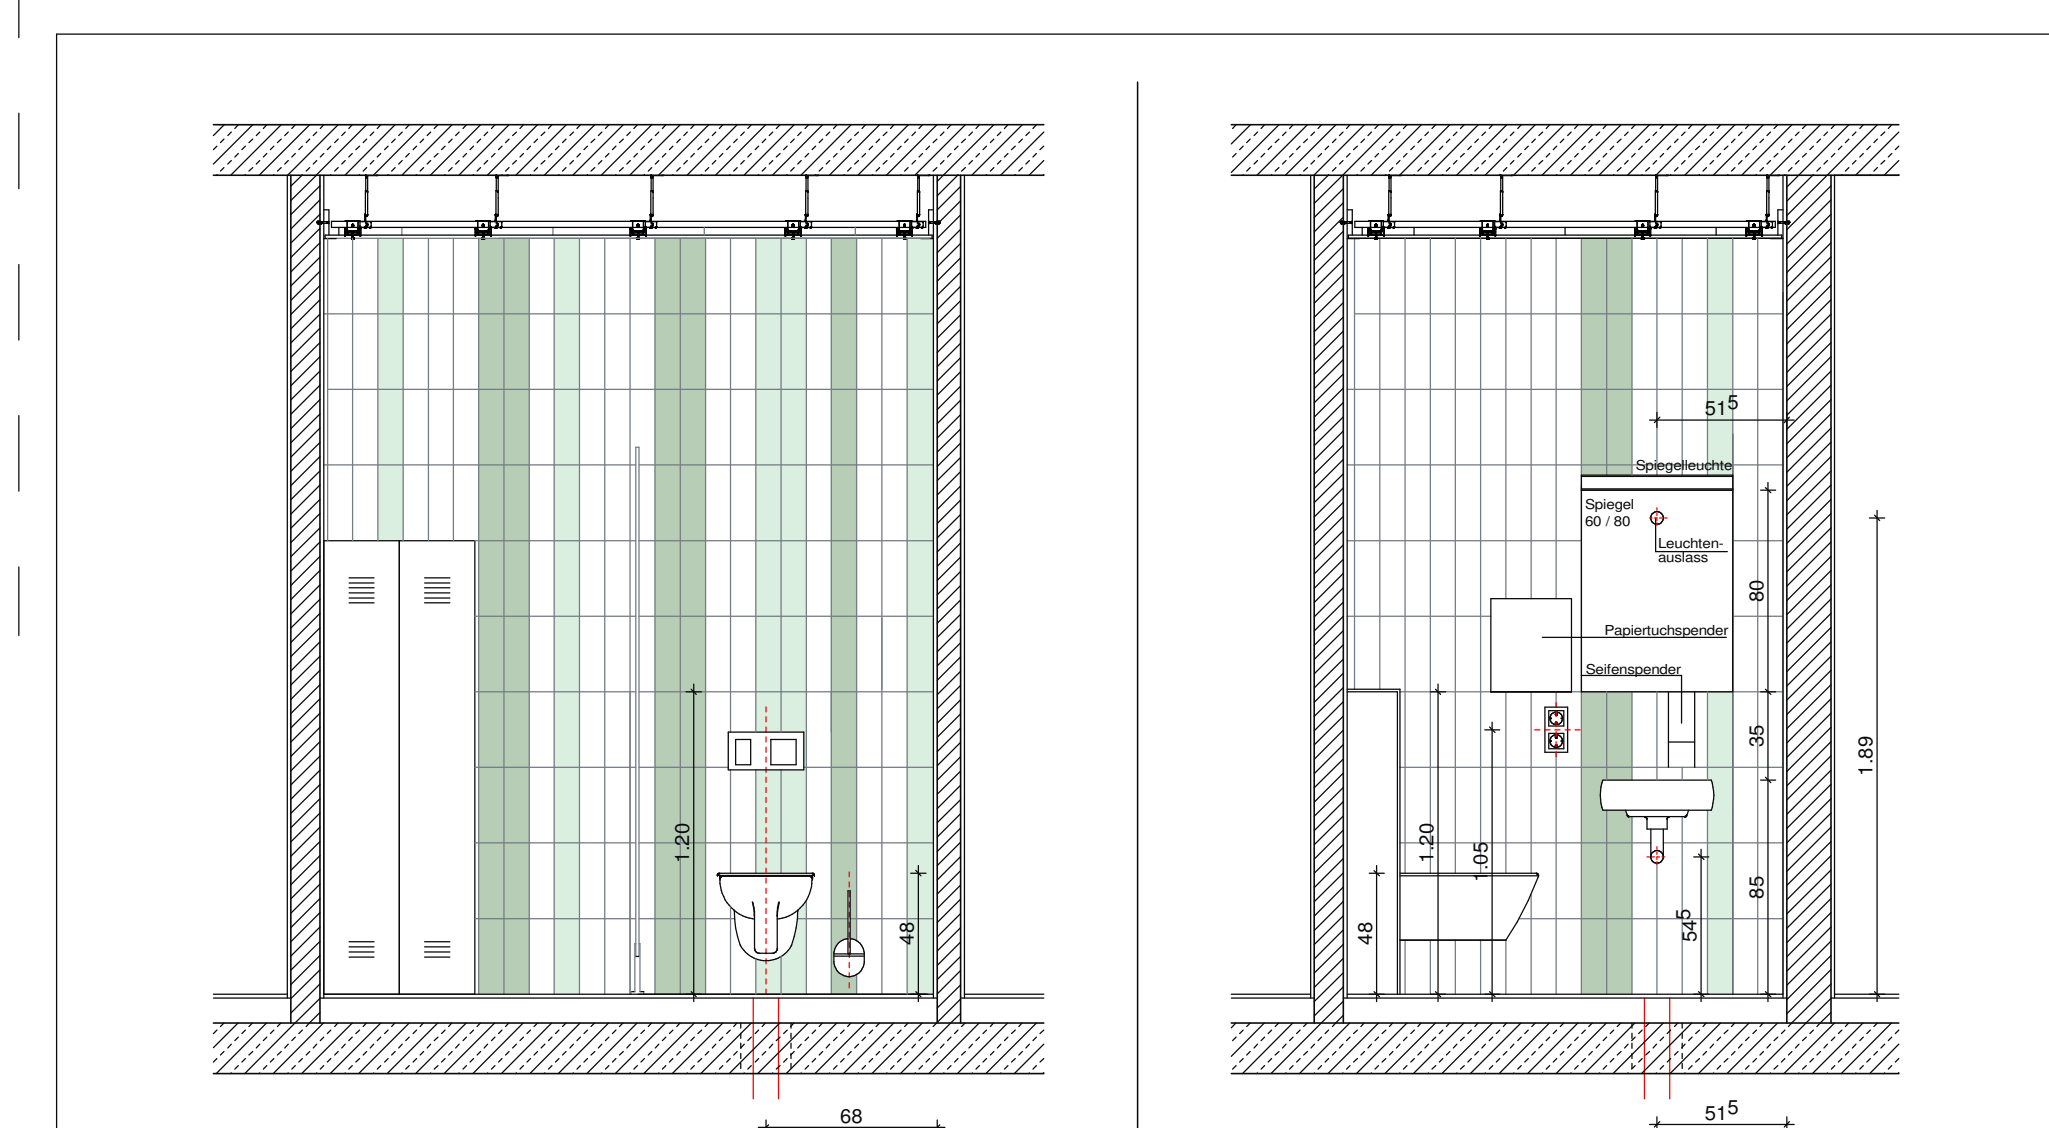 1.20
48
68
51⁵
Spiegelleuchte
Spiegel
60 / 80
Leuchten-
auslass
80
Papiertuchspender
Seifenspender
35
1.89
1.20
1.05
85
54⁵
48
51⁵